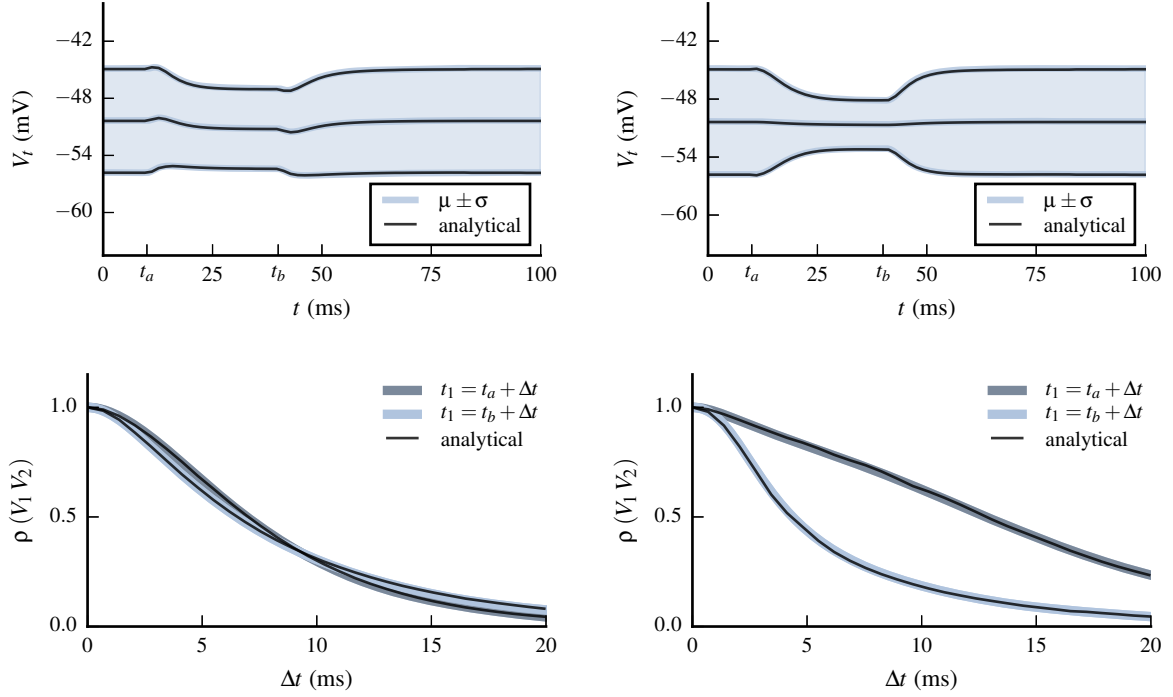 −42
−48
−54
−60
V_t (mV)
μ ± σ
analytical
0 t_a 25 t_b 50 75 100
t (ms)
−42
−48
−54
−60
V_t (mV)
μ ± σ
analytical
0 t_a 25 t_b 50 75 100
t (ms)
1.0
0.5
0.0
ρ (V_1 V_2)
t_1 = t_a + Δt
t_1 = t_b + Δt
analytical
0 5 10 15 20
Δt (ms)
1.0
0.5
0.0
ρ (V_1 V_2)
t_1 = t_a + Δt
t_1 = t_b + Δt
analytical
0 5 10 15 20
Δt (ms)